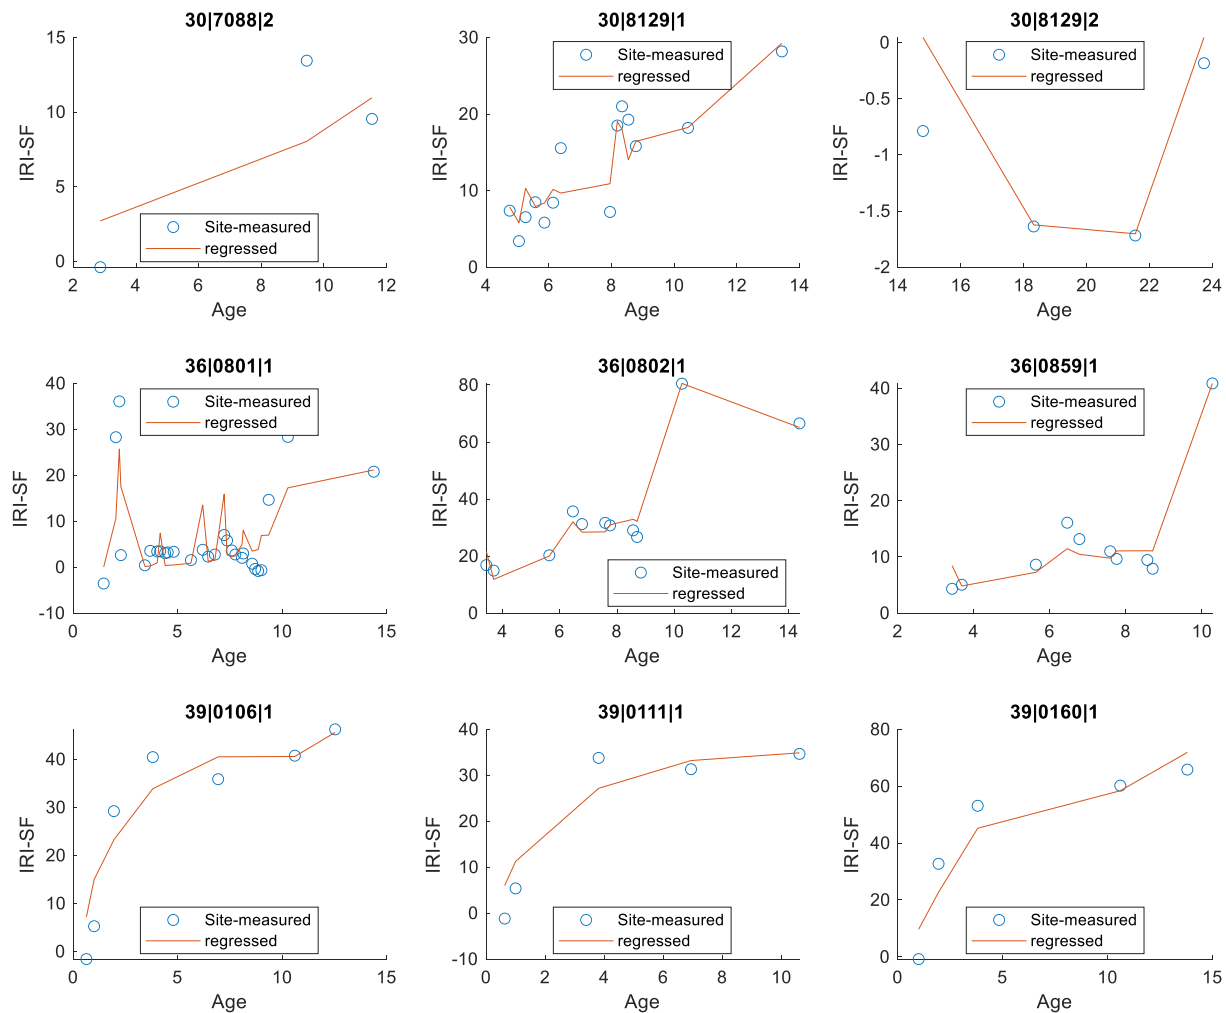 30|7088|2
15
10
5
0
IRI-SF
Site-measured
regressed
2 4 6 8 10 12
Age
30|8129|1
30
20
10
0
IRI-SF
Site-measured
regressed
4 6 8 10 12 14
Age
30|8129|2
0
-0.5
-1
-1.5
-2
IRI-SF
Site-measured
regressed
14 16 18 20 22 24
Age
36|0801|1
40
30
20
10
0
-10
IRI-SF
Site-measured
regressed
0 5 10 15
Age
36|0802|1
80
60
40
20
0
IRI-SF
Site-measured
regressed
4 6 8 10 12 14
Age
36|0859|1
40
30
20
10
0
IRI-SF
Site-measured
regressed
2 4 6 8 10
Age
39|0106|1
40
30
20
10
0
IRI-SF
Site-measured
regressed
0 5 10 15
Age
39|0111|1
40
30
20
10
0
-10
IRI-SF
Site-measured
regressed
0 2 4 6 8 10
Age
39|0160|1
80
60
40
20
0
IRI-SF
Site-measured
regressed
0 5 10 15
Age